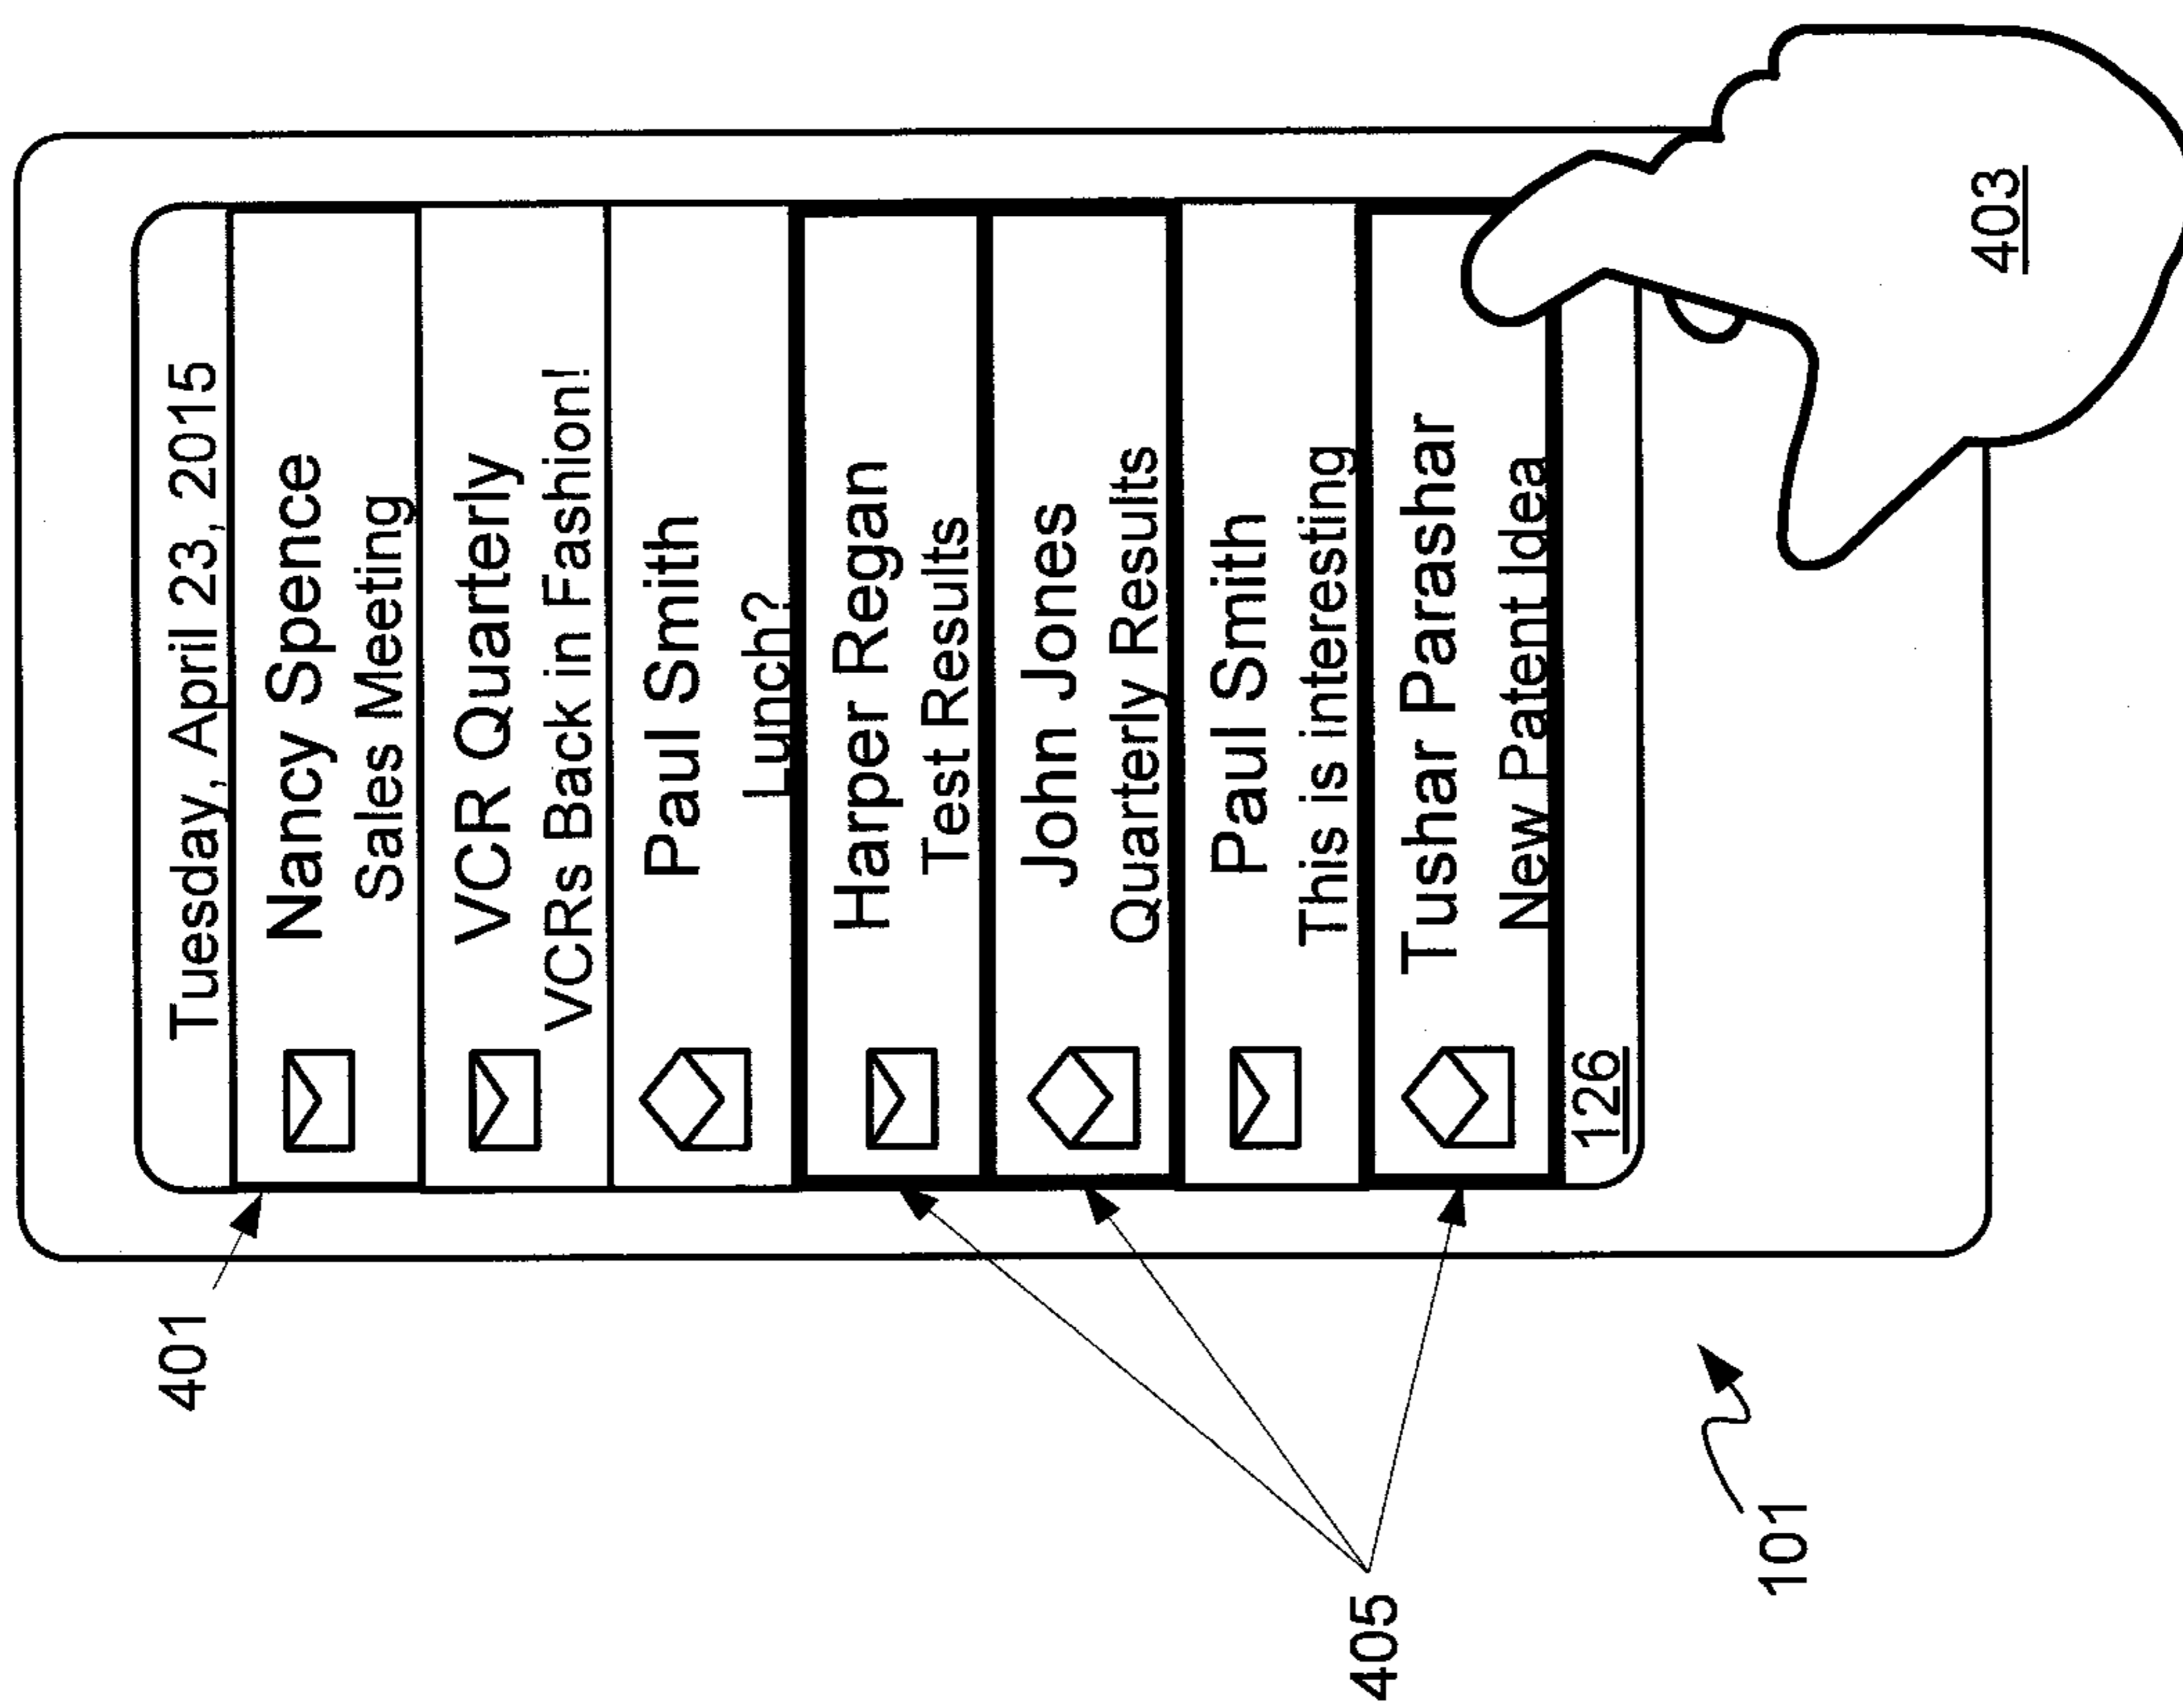 401
Tuesday, April 23, 2015
Nancy Spence
Sales Meeting
VCR Quarterly
VCRs Back in Fashion!
Paul Smith
Lunch?
Harper Regan
Test Results
John Jones
Quarterly Results
Paul Smith
This is interesting
Tushar Parashar
New Patent Idea
126
403
405
101